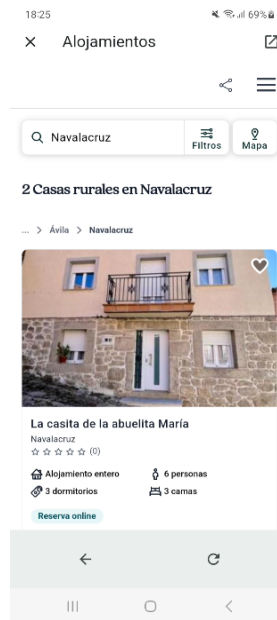 18:25
69%
Alojamientos
Navalacruz
Filtros
Mapa
2 Casas rurales en Navalacruz
... > Ávila > Navalacruz
La casita de la abuelita María
Navalacruz
(0)
Alojamiento entero
6 personas
3 dormitorios
3 camas
Reserva online